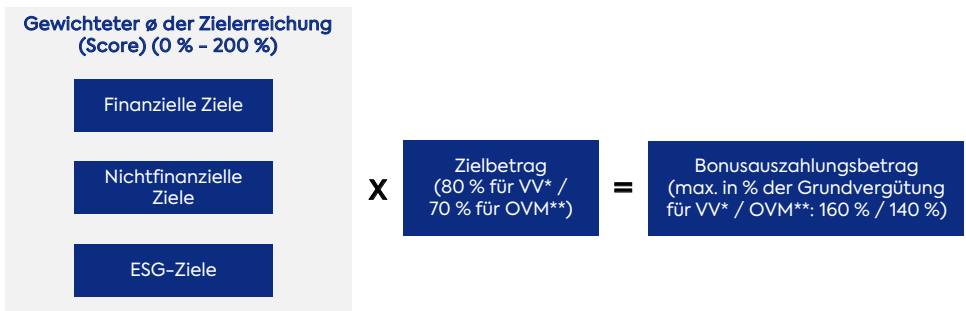 Gewichteter ø der Zielerreichung
(Score) (0 % - 200 %)
Finanzielle Ziele
Nichtfinanzielle
Ziele
ESG-Ziele
X
Zielbetrag
(80 % für VV* /
70 % für OVM**)
=
Bonusauszahlungsbetrag
(max. in % der Grundvergütung
für VV* / OVM**: 160 % / 140 %)